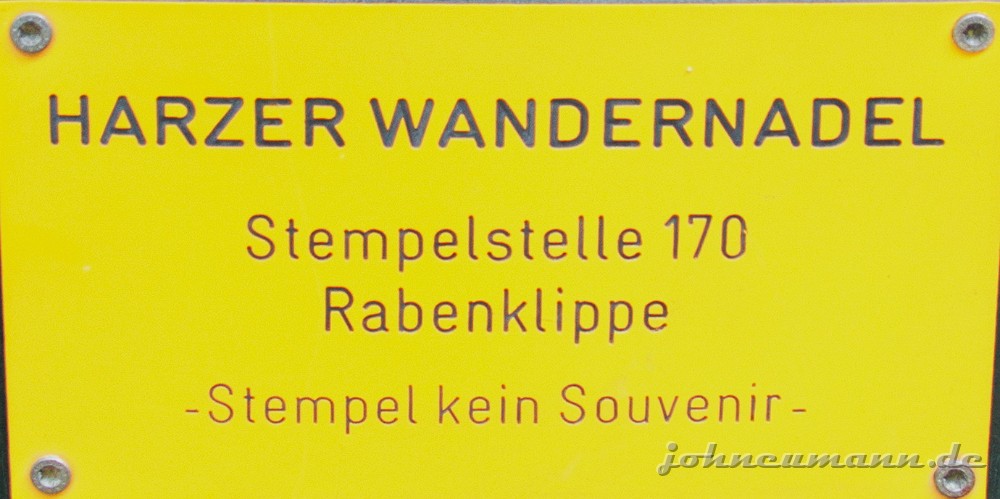 HARZER WANDERNADEL
Stempelstelle 170
Rabenklippe
-Stempel kein Souvenir-
johneumann.de